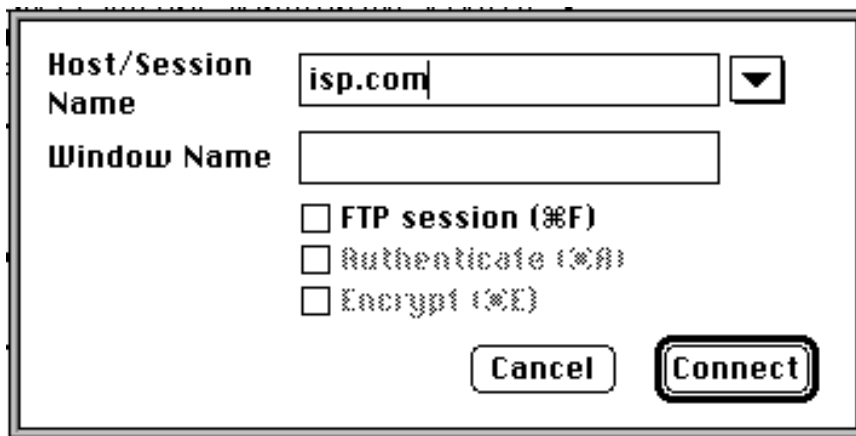 Host/Session
Name
isp.com
Window Name
FTP session (⌘F)
Authenticate (⌘A)
Encrypt (⌘E)
Cancel
Connect